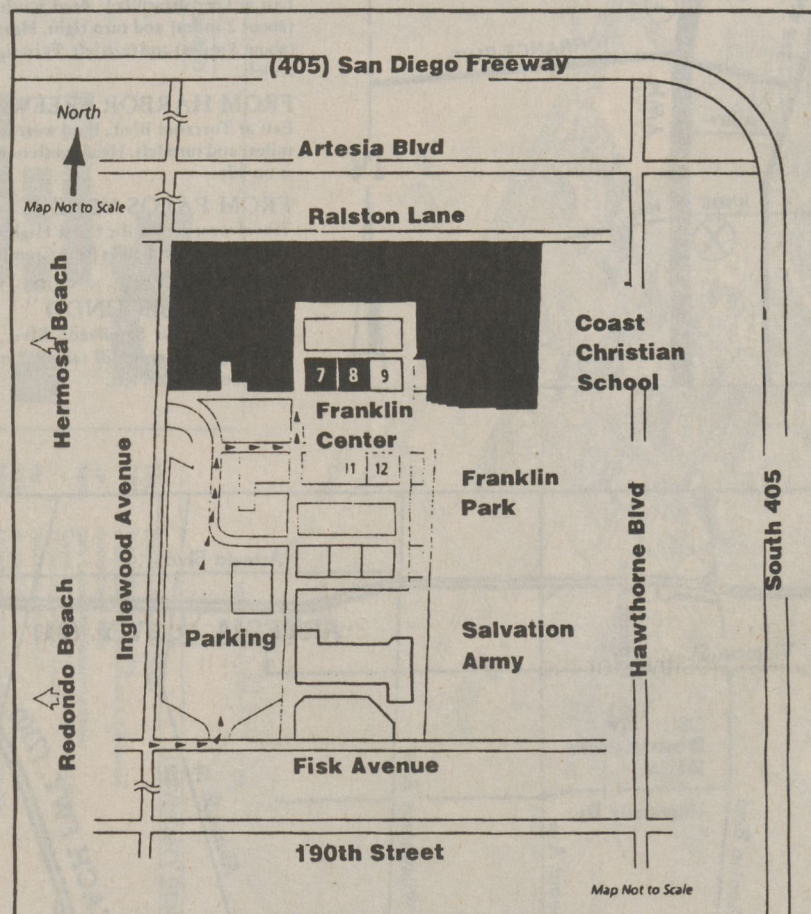 (405) San Diego Freeway
North
Map Not to Scale
Artesia Blvd
Ralston Lane
Hermosa Beach
Coast
Christian
School
7 8 9
Franklin
Center
11 12
Franklin
Park
Inglewood Avenue
Hawthorne Blvd
South 405
Redondo Beach
Parking
Salvation
Army
Fisk Avenue
190th Street
Map Not to Scale